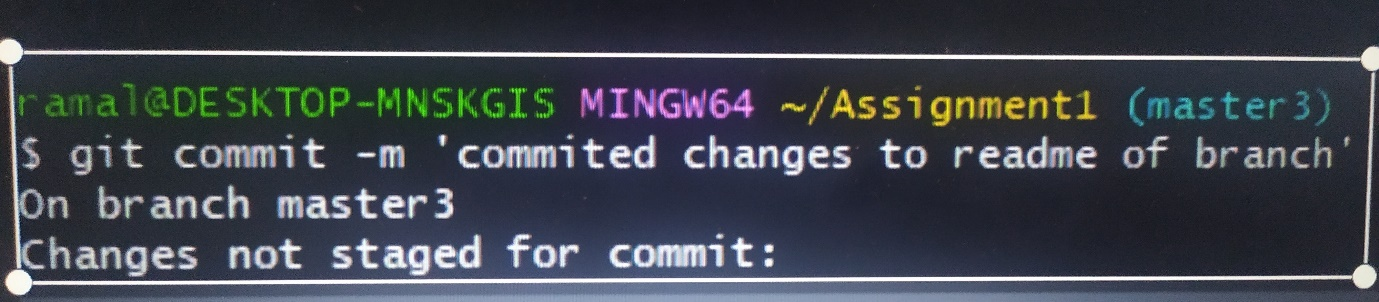 ramal@DESKTOP-MNSKGIS MINGW64 ~/Assignment1 (master3)
$ git commit -m 'commited changes to readme of branch'
On branch master3
Changes not staged for commit: